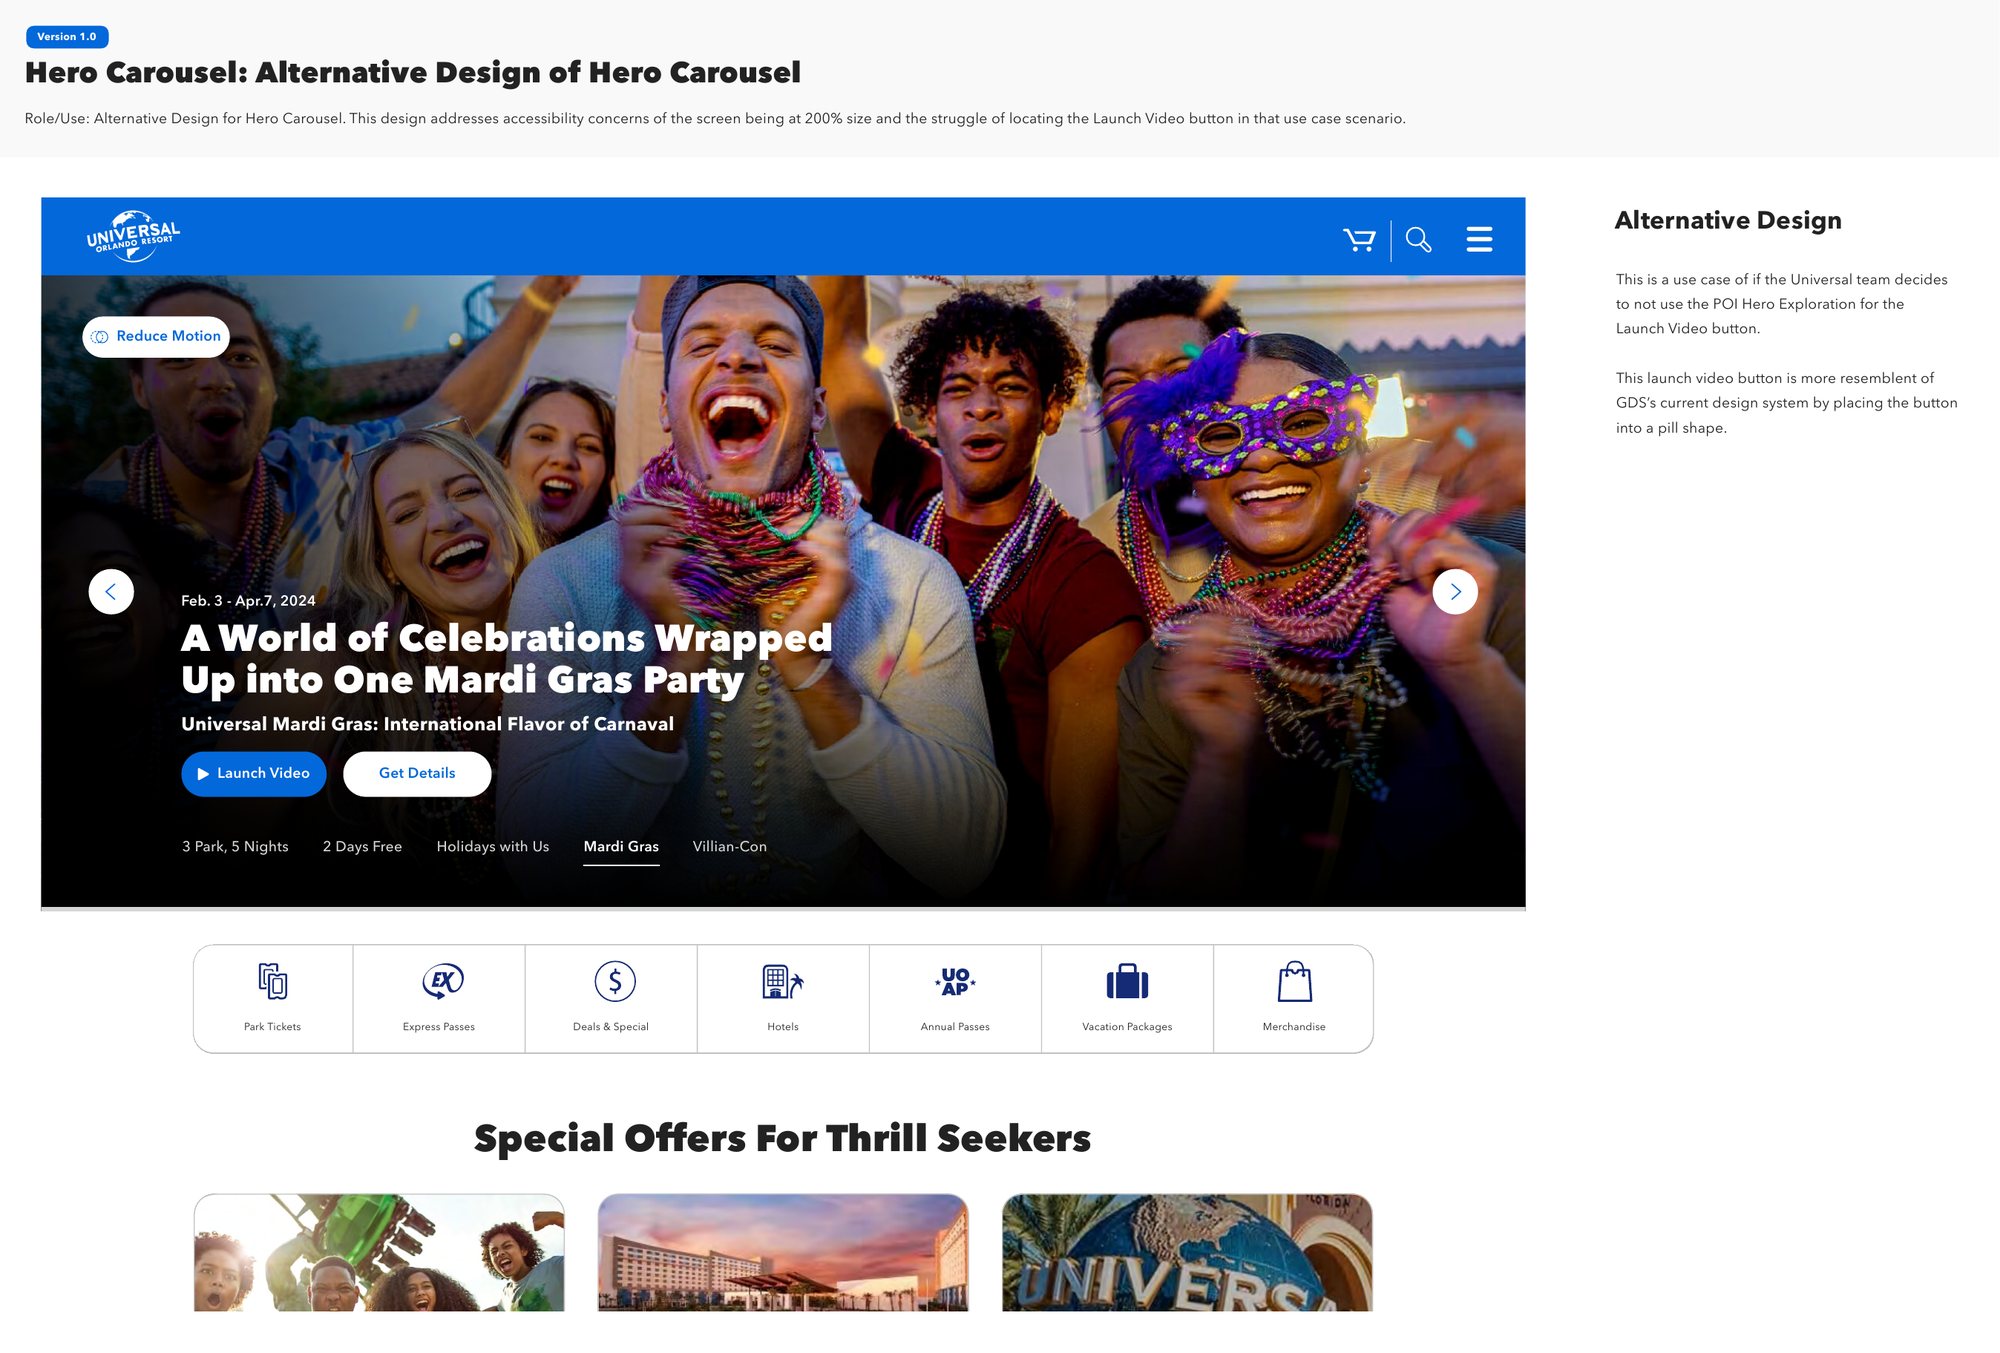 Version 1.0
Hero Carousel: Alternative Design of Hero Carousel
Role/Use: Alternative Design for Hero Carousel. This design addresses accessibility concerns of the screen being at 200% size and the struggle of locating the Launch Video button in that use case scenario.
UNIVERSAL
ORLANDO RESORT
Reduce Motion
Feb. 3 - Apr.7, 2024
A World of Celebrations Wrapped
Up into One Mardi Gras Party
Universal Mardi Gras: International Flavor of Carnaval
Launch Video
Get Details
3 Park, 5 Nights
2 Days Free
Holidays with Us
Mardi Gras
Villian-Con
Alternative Design
This is a use case of if the Universal team decides
to not use the POI Hero Exploration for the
Launch Video button.
This launch video button is more resemblent of
GDS's current design system by placing the button
into a pill shape.
EX
$
UO
AP
Park Tickets
Express Passes
Deals & Special
Hotels
Annual Passes
Vacation Packages
Merchandise
Special Offers For Thrill Seekers
FLORIDA
UNIVERSA